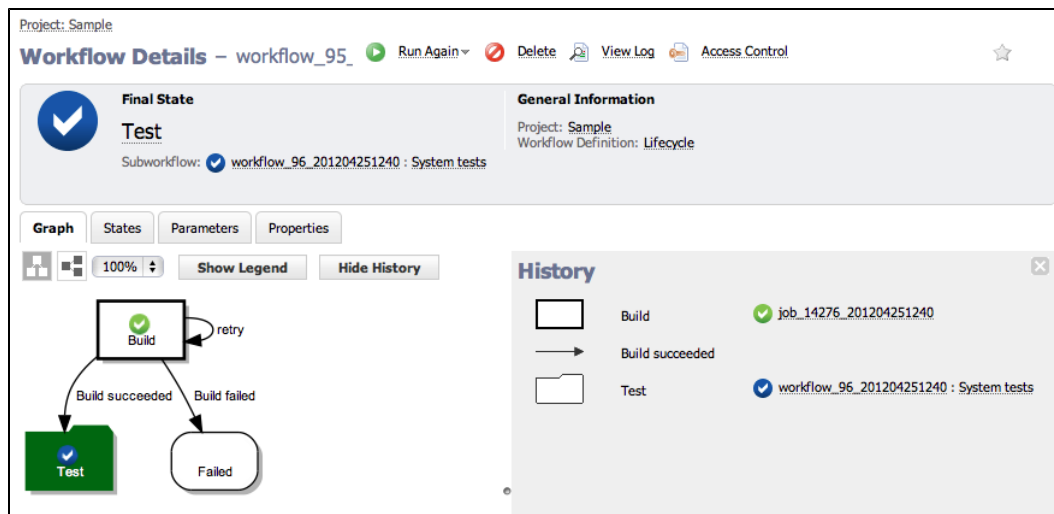 Project: Sample
Workflow Details – workflow_95_ Run Again Delete View Log Access Control
Final State
Test
Subworkflow: workflow_96_201204251240 : System tests
General Information
Project: Sample
Workflow Definition: Lifecycle
Graph States Parameters Properties
100% Show Legend Hide History
Build
retry
Build succeeded Build failed
Test Failed
History
Build job_14276_201204251240
Build succeeded
Test workflow_96_201204251240 : System tests